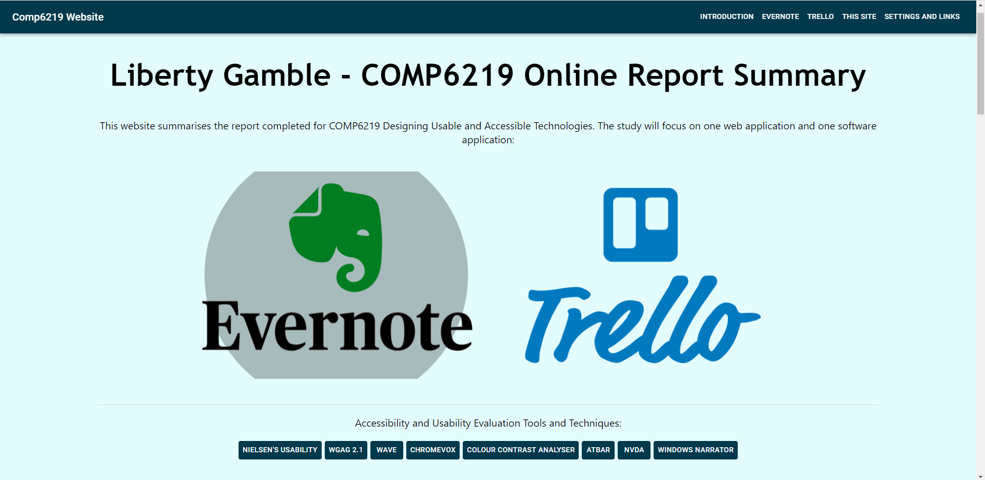 Comp6219 Website
INTRODUCTION EVERNOTE TRELLO THIS SITE SETTINGS AND LINKS
Liberty Gamble - COMP6219 Online Report Summary
This website summarises the report completed for COMP6219 Designing Usable and Accessible Technologies. The study will focus on one web application and one software
application:
Evernote
Trello
Accessibility and Usability Evaluation Tools and Techniques:
NIELSEN'S USABILITY WGAG 2.1 WAVE CHROMEVOX COLOUR CONTRAST ANALYSER ATBAR NVDA WINDOWS NARRATOR